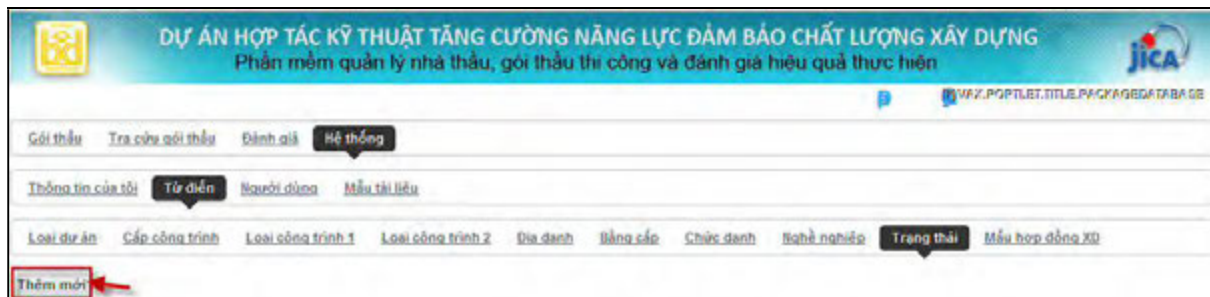 DỰ ÁN HỢP TÁC KỸ THUẬT TĂNG CƯỜNG NĂNG LỰC ĐẢM BẢO CHẤT LƯỢNG XÂY DỰNG
Phần mềm quản lý nhà thầu, gói thầu thi công và đánh giá hiệu quả thực hiện
jica
VAX.POPTLET.TITLE.PACKAGEDATABASE
Gói thầu Tra cứu gói thầu Đánh giá Hệ thống
Thông tin của tôi Từ điển Người dùng Mẫu tài liệu
Loại dự án Cấp công trình Loại công trình 1 Loại công trình 2 Địa danh Bằng cấp Chức danh Nghề nghiệp Trạng thái Mẫu hợp đồng XD
Thêm mới